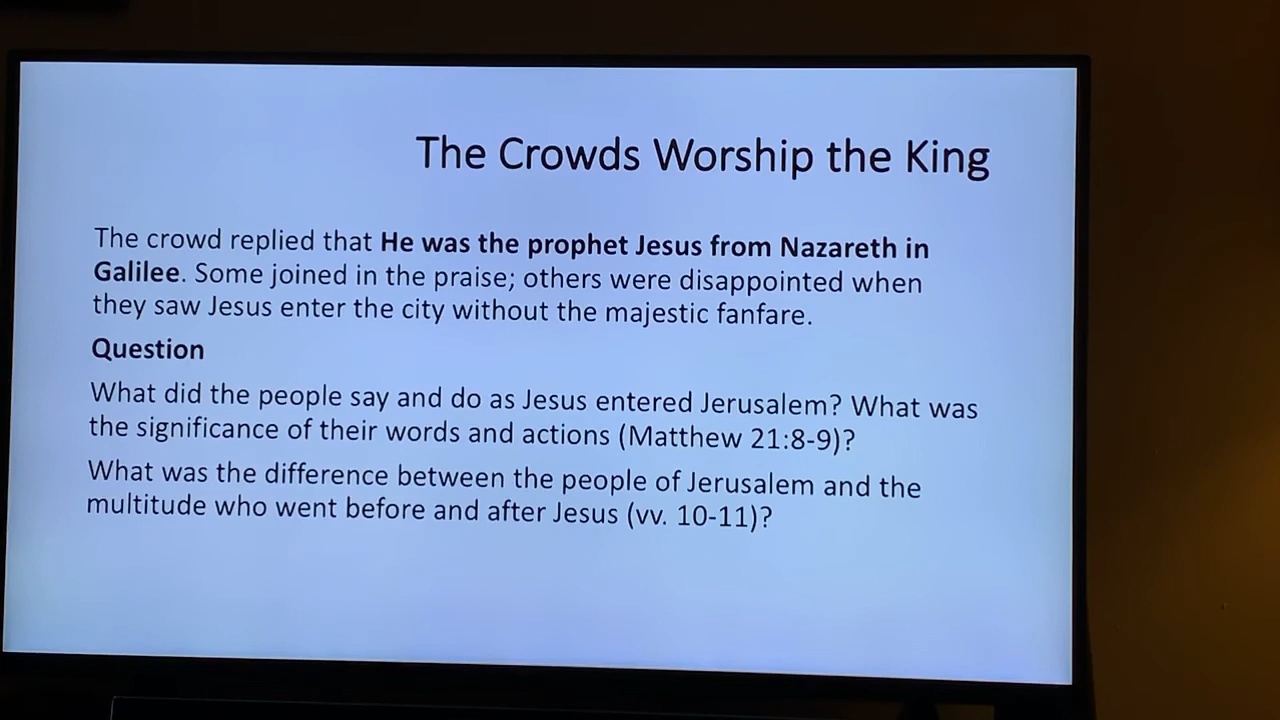 The Crowds Worship the King
The crowd replied that He was the prophet Jesus from Nazareth in
Galilee. Some joined in the praise; others were disappointed when
they saw Jesus enter the city without the majestic fanfare.
Question
What did the people say and do as Jesus entered Jerusalem? What was
the significance of their words and actions (Matthew 21:8-9)?
What was the difference between the people of Jerusalem and the
multitude who went before and after Jesus (vv. 10-11)?